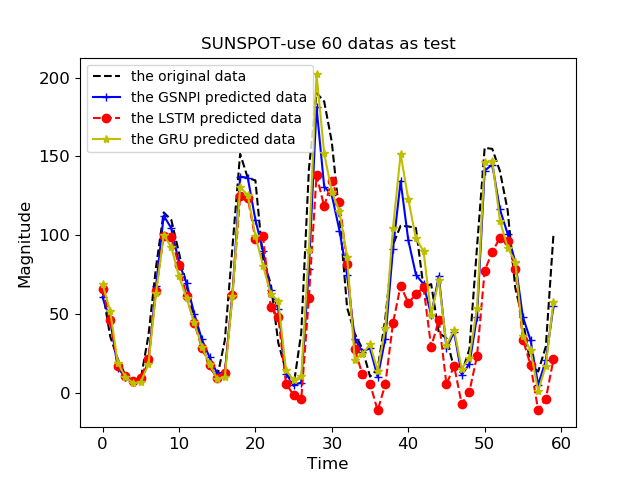 SUNSPOT-use 60 datas as test
the original data
the GSNPI predicted data
the LSTM predicted data
the GRU predicted data
Magnitude
200
150
100
50
0
0 10 20 30 40 50 60
Time